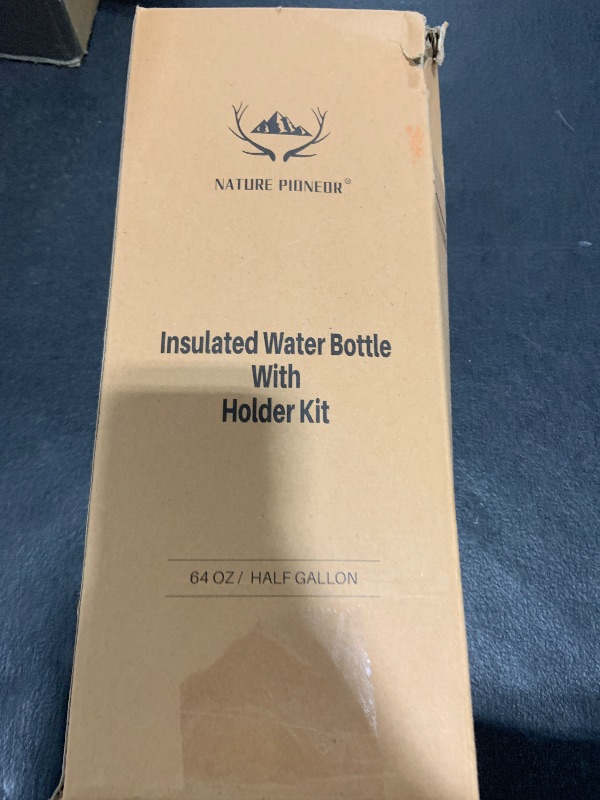 NATURE PIONEOR®
Insulated Water Bottle
With
Holder Kit
64 OZ / HALF GALLON